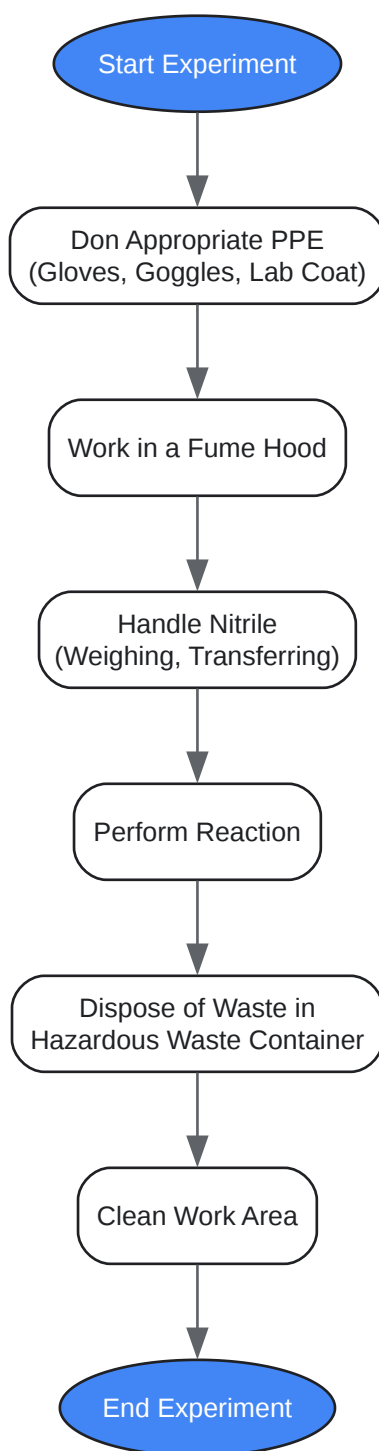 Start Experiment
Don Appropriate PPE
(Gloves, Goggles, Lab Coat)
Work in a Fume Hood
Handle Nitrile
(Weighing, Transferring)
Perform Reaction
Dispose of Waste in
Hazardous Waste Container
Clean Work Area
End Experiment